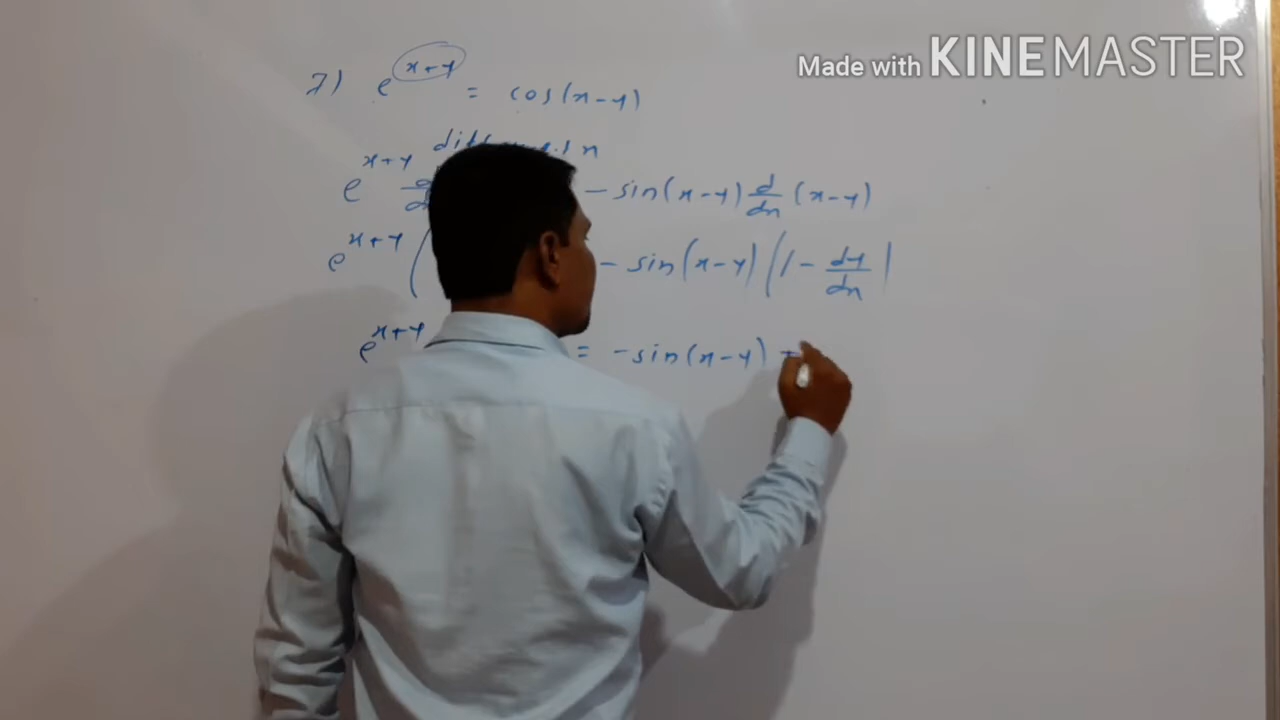 Made with KINEMASTER
7) e^{x+y} = cos(x-y)
e^{x+y} - sin(x-y) d/dx (x-y)
e^{x+y} ( - sin(x-y) (1 - dy/dx)
e^{x+y} = - sin(x-y) +